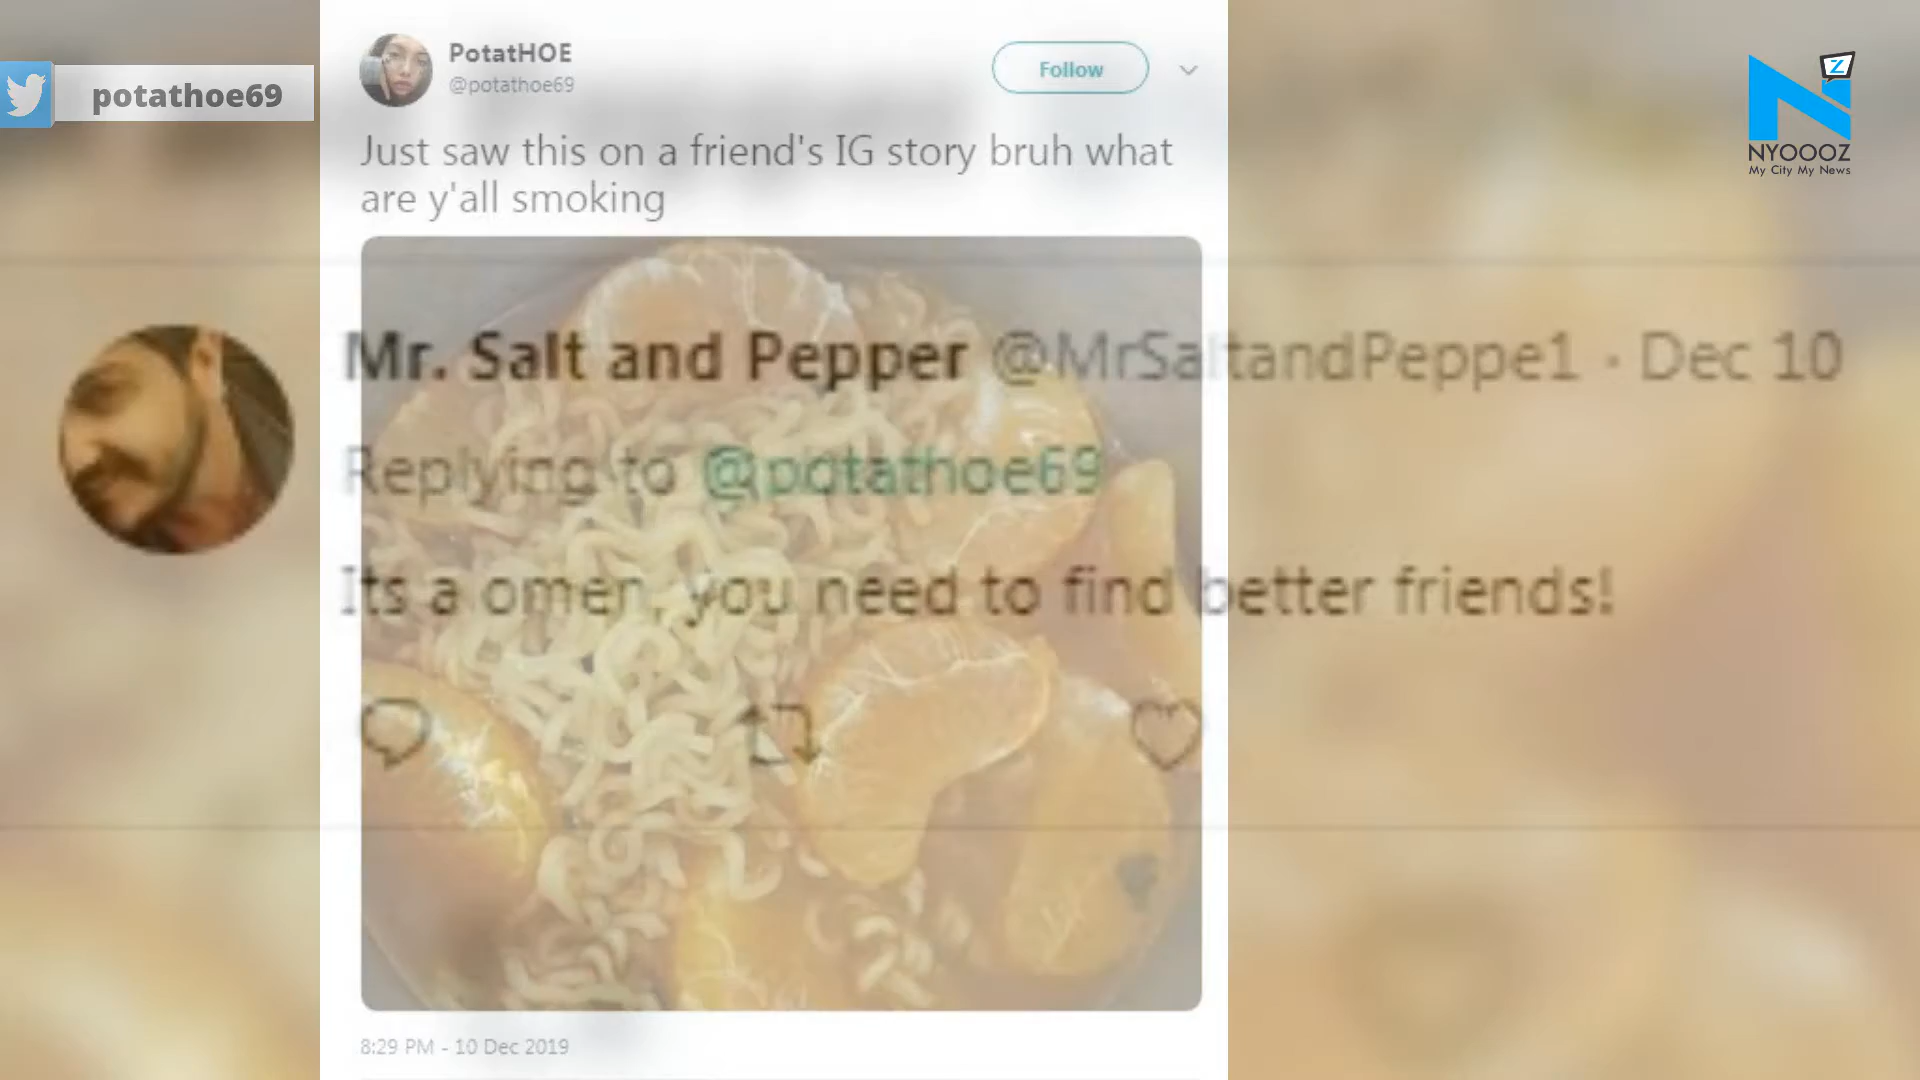 potathoe69
PotatHOE
@potathoe69
Follow
Just saw this on a friend's IG story bruh what
are y'all smoking
Mr. Salt and Pepper @MrSaltandPeppe1 · Dec 10
Replying to @potathoe69
Its a omen, you need to find better friends!
8:29 PM - 10 Dec 2019
Z
NYOOOZ
My City My News